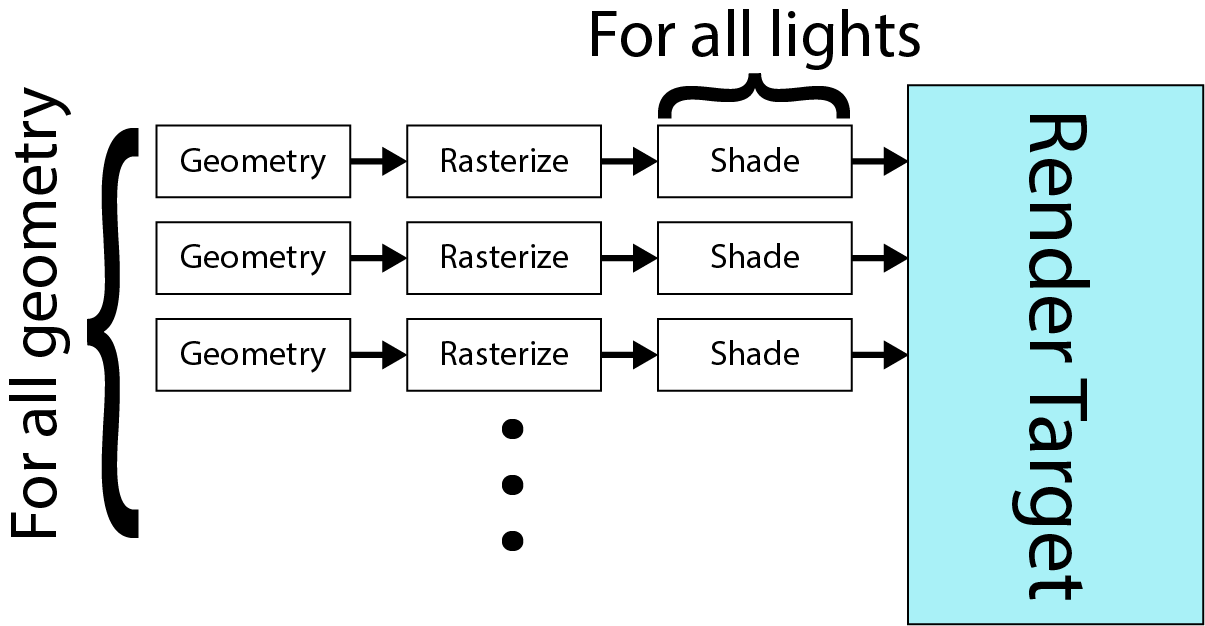 For all lights
For all geometry
Geometry
Rasterize
Shade
Geometry
Rasterize
Shade
Geometry
Rasterize
Shade
Render Target